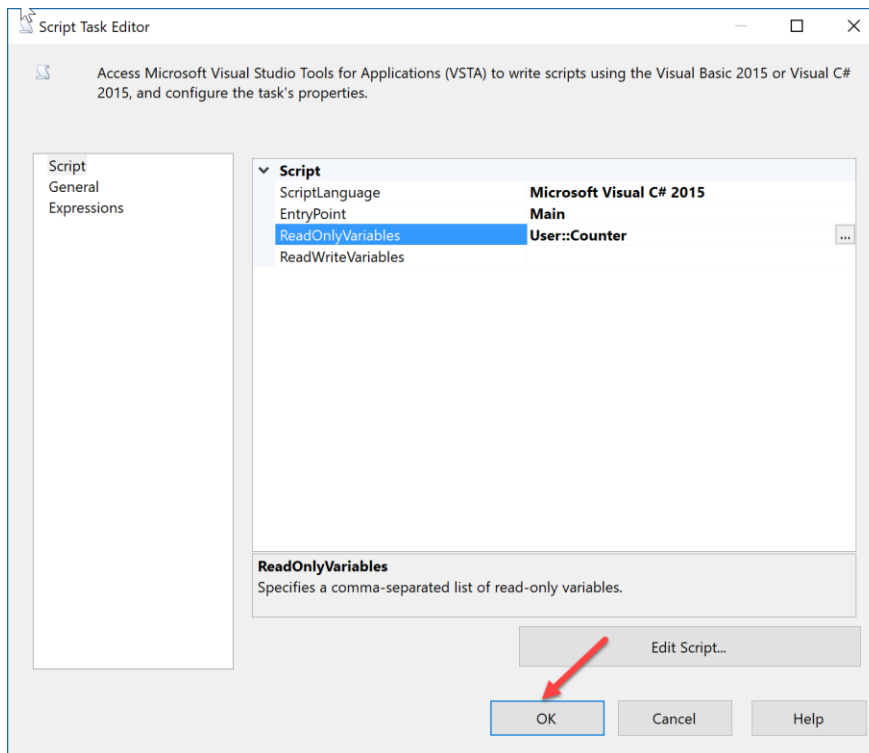 Script Task Editor
Access Microsoft Visual Studio Tools for Applications (VSTA) to write scripts using the Visual Basic 2015 or Visual C#
2015, and configure the task's properties.
Script
General
Expressions
Script
ScriptLanguage Microsoft Visual C# 2015
EntryPoint Main
ReadOnlyVariables User::Counter ...
ReadWriteVariables
ReadOnlyVariables
Specifies a comma-separated list of read-only variables.
Edit Script...
OK Cancel Help